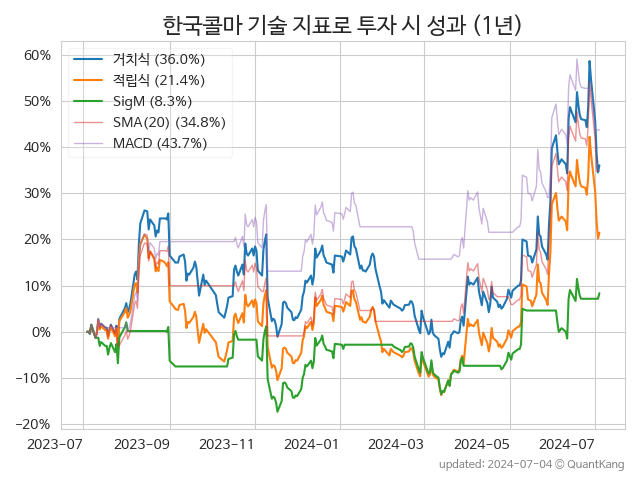 한국콜마 기술 지표로 투자 시 성과 (1년)
60%
50%
40%
30%
20%
10%
0%
−10%
−20%
거치식 (36.0%)
적립식 (21.4%)
SigM (8.3%)
SMA(20) (34.8%)
MACD (43.7%)
2023-07 2023-09 2023-11 2024-01 2024-03 2024-05 2024-07
updated: 2024-07-04 © QuantKang